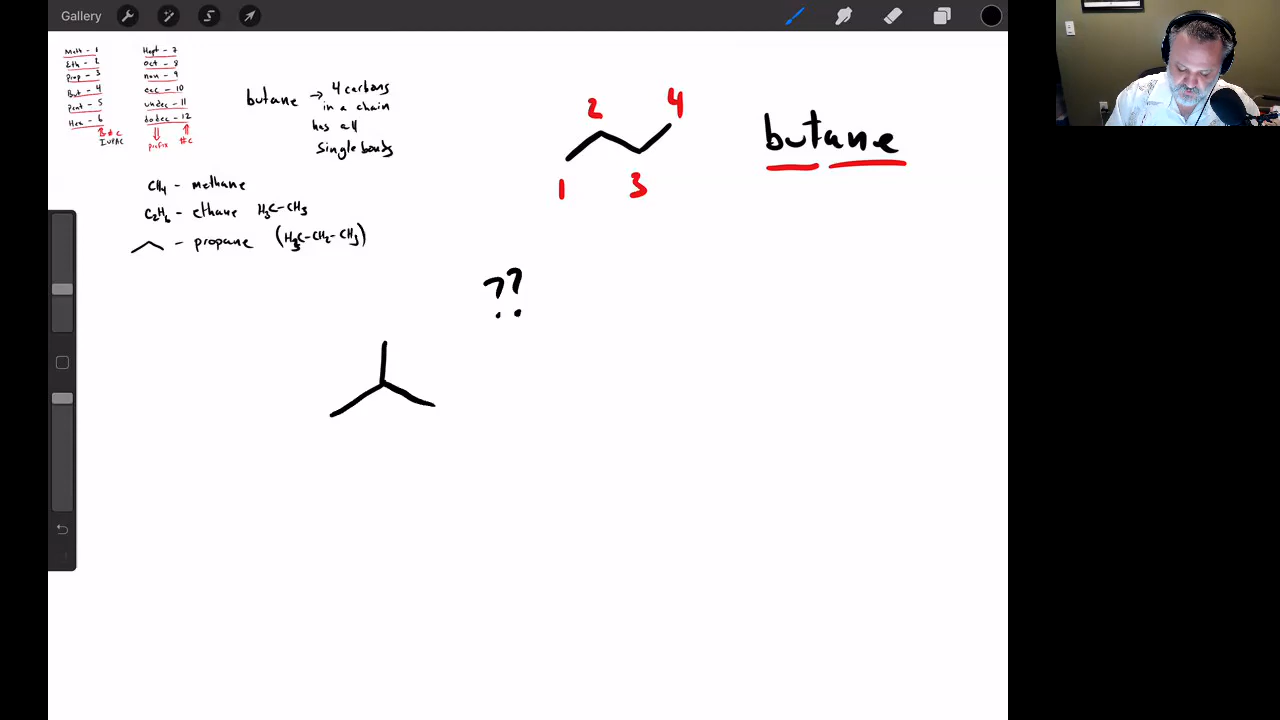 Gallery
Meth - 1
Eth - 2
Prop - 3
But - 4
Pent - 5
Hex - 6
# C
IUPAC
Hept - 7
oct - 8
non - 9
dec - 10
undec - 11
dodec - 12
prefix
# C
butane → 4 carbons
in a chain
has all
single bonds
CH4 - methane
C2H6 - ethane H3C-CH3
- propane (H3C-CH2-CH3)
2 4
1 3
butane
??